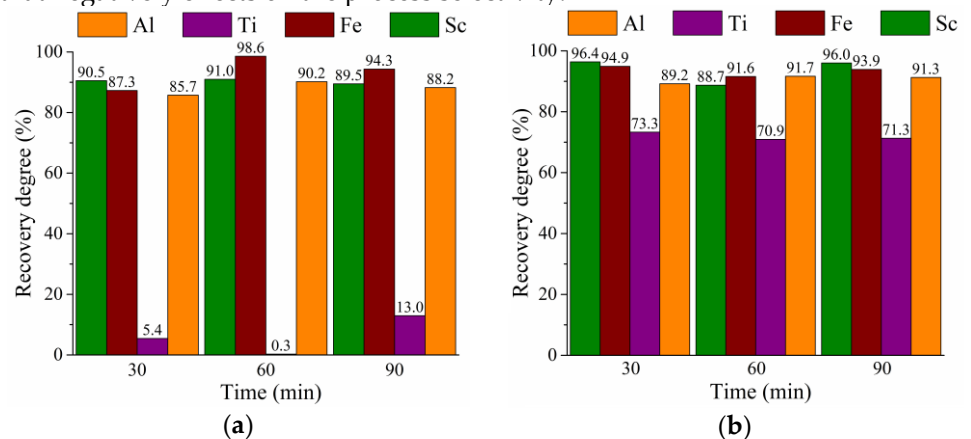 Al Ti Fe Sc
Al Ti Fe Sc
100
80
60
40
20
0
Recovery degree (%)
90.5 87.3 5.4 85.7
91.0 98.6 0.3 90.2
89.5 94.3 13.0 88.2
30 60 90
Time (min)
(a)
100
80
60
40
20
0
Recovery degree (%)
96.4 94.9 73.3 89.2
88.7 91.6 70.9 91.7
96.0 93.9 71.3 91.3
30 60 90
Time (min)
(b)